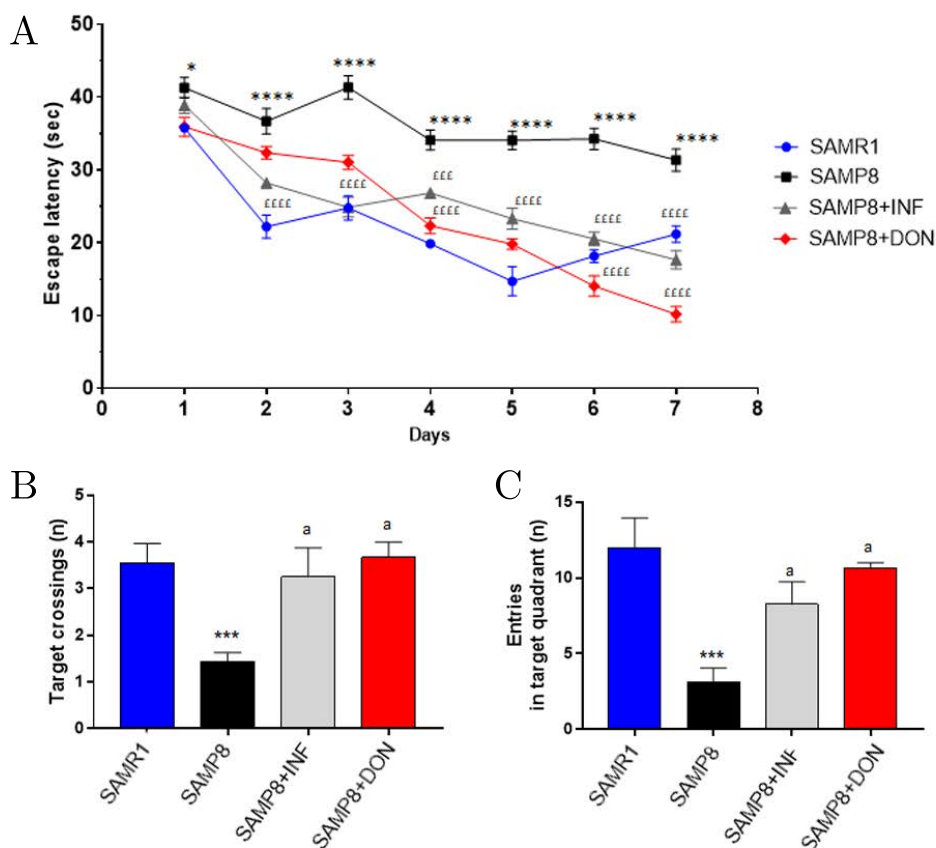 A
50
40
30
20
10
0
Escape latency (sec)
*
****
****
****
****
****
****
££££
££££
£££
££££
££££
££££
££££
££££
££££
0 1 2 3 4 5 6 7 8
Days
SAMR1
SAMP8
SAMP8+INF
SAMP8+DON
B
5
4
3
2
1
0
Target crossings (n)
***
a
a
SAMR1
SAMP8
SAMP8+INF
SAMP8+DON
C
15
10
5
0
Entries
in target quadrant (n)
***
a
a
SAMR1
SAMP8
SAMP8+INF
SAMP8+DON